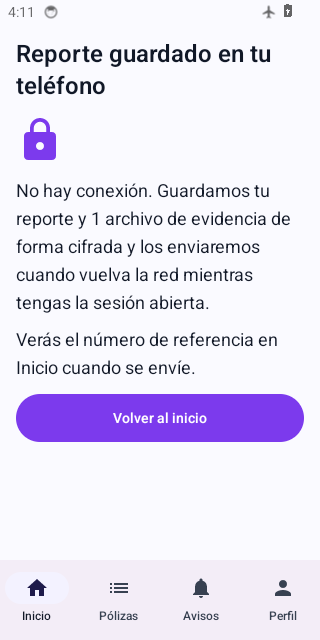 4:11
Reporte guardado en tu
teléfono
No hay conexión. Guardamos tu
reporte y 1 archivo de evidencia de
forma cifrada y los enviaremos
cuando vuelva la red mientras
tengas la sesión abierta.
Verás el número de referencia en
Inicio cuando se envíe.
Volver al inicio
Inicio
Pólizas
Avisos
Perfil